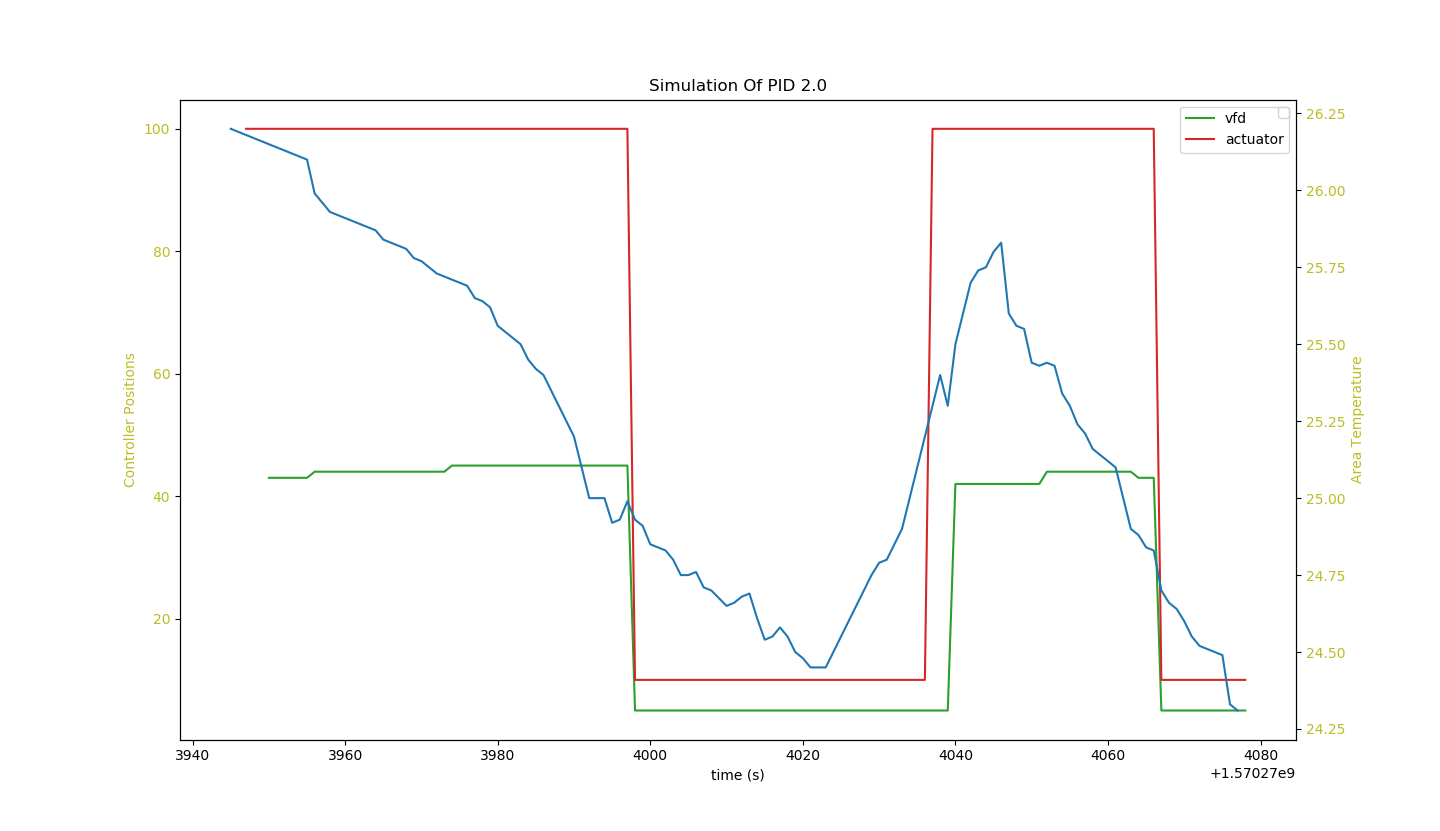 Simulation Of PID 2.0
vfd
actuator
100
80
60
40
20
Controller Positions
26.25
26.00
25.75
25.50
25.25
25.00
24.75
24.50
24.25
Area Temperature
3940 3960 3980 4000 4020 4040 4060 4080
+1.57027e9
time (s)